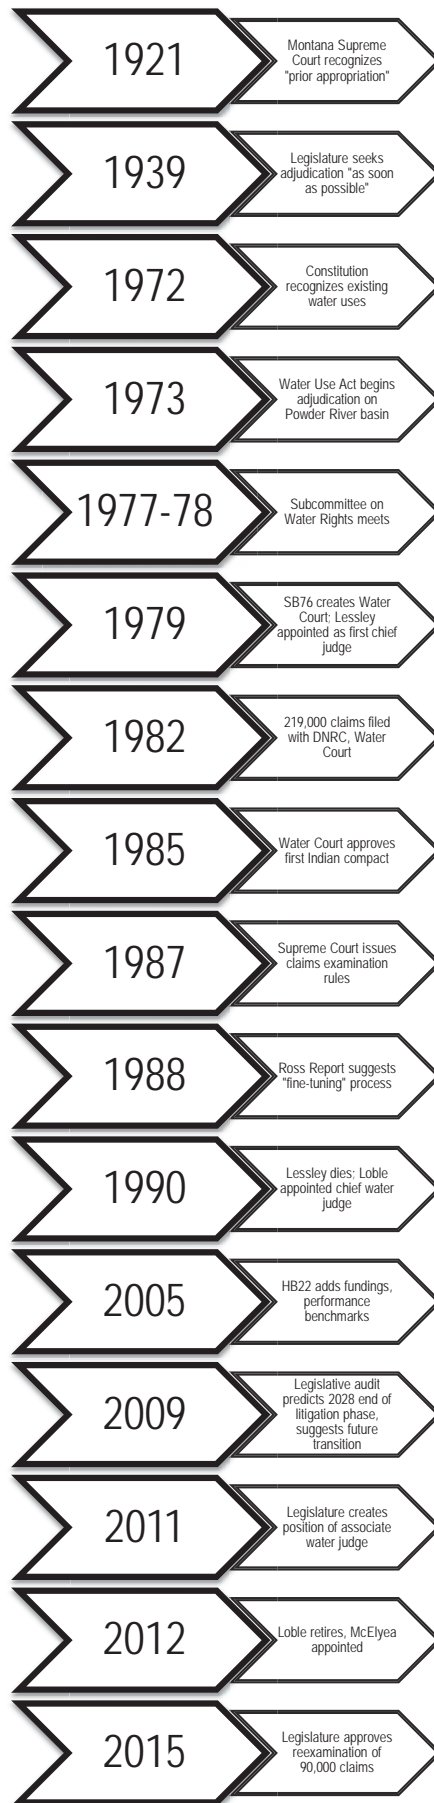 1921
Montana Supreme
Court recognizes
"prior appropriation"
1939
Legislature seeks
adjudication "as soon
as possible"
1972
Constitution
recognizes existing
water uses
1973
Water Use Act begins
adjudication on
Powder River basin
1977-78
Subcommittee on
Water Rights meets
1979
SB76 creates Water
Court; Lessley
appointed as first chief
judge
1982
219,000 claims filed
with DNRC, Water
Court
1985
Water Court approves
first Indian compact
1987
Supreme Court issues
claims examination
rules
1988
Ross Report suggests
"fine-tuning" process
1990
Lessley dies; Loble
appointed chief water
judge
2005
HB22 adds fundings,
performance
benchmarks
2009
Legislative audit
predicts 2028 end of
litigation phase,
suggests future
transition
2011
Legislature creates
position of associate
water judge
2012
Loble retires, McElyea
appointed
2015
Legislature approves
reexamination of
90,000 claims